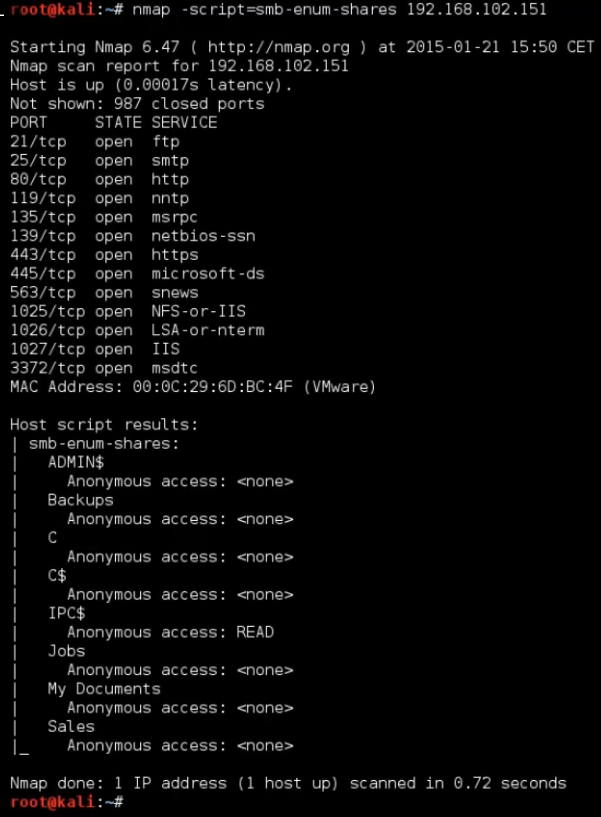 root@kali:~# nmap -script=smb-enum-shares 192.168.102.151
Starting Nmap 6.47 ( http://nmap.org ) at 2015-01-21 15:50 CET
Nmap scan report for 192.168.102.151
Host is up (0.00017s latency).
Not shown: 987 closed ports
PORT     STATE SERVICE
21/tcp   open  ftp
25/tcp   open  smtp
80/tcp   open  http
119/tcp  open  nntp
135/tcp  open  msrpc
139/tcp  open  netbios-ssn
443/tcp  open  https
445/tcp  open  microsoft-ds
563/tcp  open  snews
1025/tcp open  NFS-or-IIS
1026/tcp open  LSA-or-nterm
1027/tcp open  IIS
3372/tcp open  msdtc
MAC Address: 00:0C:29:6D:BC:4F (VMware)
Host script results:
| smb-enum-shares:
|   ADMIN$
|     Anonymous access: <none>
|   Backups
|     Anonymous access: <none>
|   C
|     Anonymous access: <none>
|   C$
|     Anonymous access: <none>
|   IPC$
|     Anonymous access: READ
|   Jobs
|     Anonymous access: <none>
|   My Documents
|     Anonymous access: <none>
|   Sales
|_    Anonymous access: <none>
Nmap done: 1 IP address (1 host up) scanned in 0.72 seconds
root@kali:~#